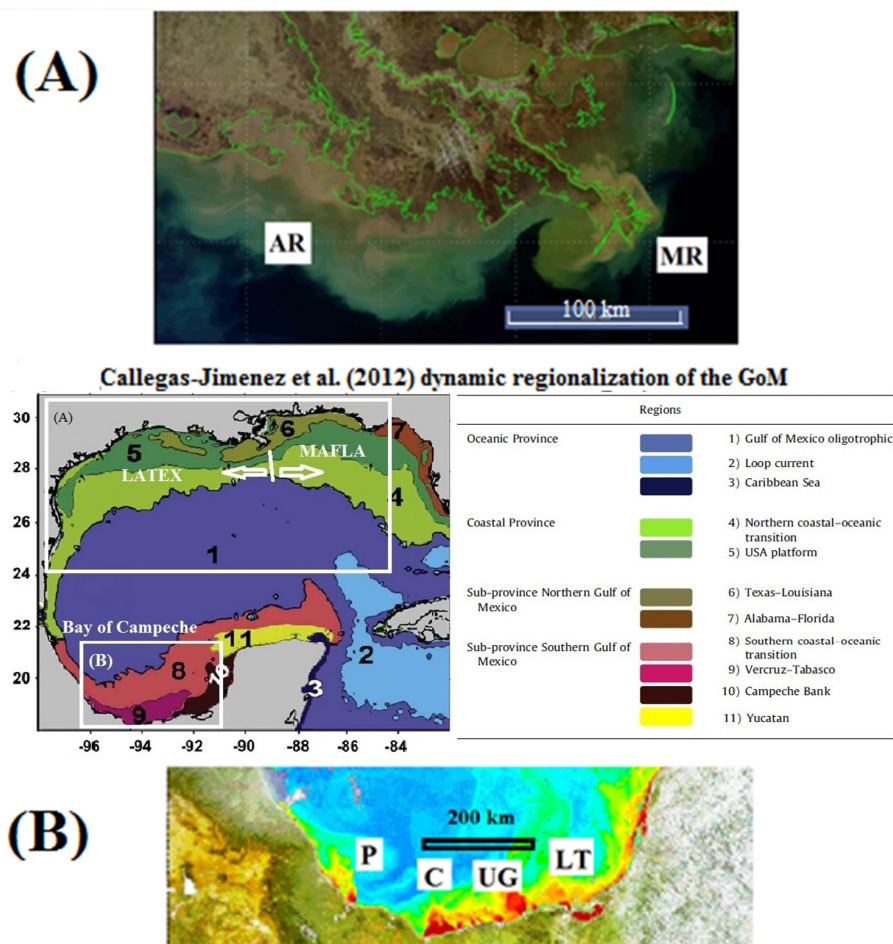 (A)
AR
MR
100 km
Callegas-Jimenez et al. (2012) dynamic regionalization of the GoM
30
28
26
24
22
20
-96
-94
-92
-90
-88
-86
-84
(A)
5
6
7
LATEX
MAFLA
4
1
Bay of Campeche
(B)
11
2
8
10
3
9
Regions
Oceanic Province
1) Gulf of Mexico oligotrophic
2) Loop current
3) Caribbean Sea
Coastal Province
4) Northern coastal–oceanic
transition
5) USA platform
Sub-province Northern Gulf of
Mexico
6) Texas–Louisiana
7) Alabama–Florida
Sub-province Southern Gulf of
Mexico
8) Southern coastal–oceanic
transition
9) Vercruz–Tabasco
10) Campeche Bank
11) Yucatan
(B)
200 km
P
C
UG
LT